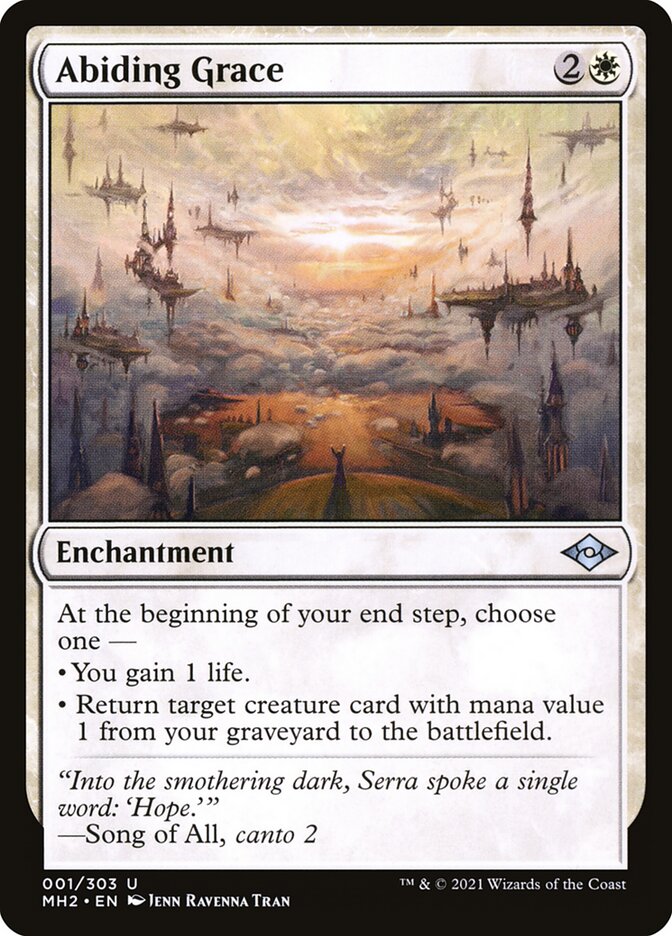 Abiding Grace 2
Enchantment
At the beginning of your end step, choose
one —
• You gain 1 life.
• Return target creature card with mana value
1 from your graveyard to the battlefield.
“Into the smothering dark, Serra spoke a single
word: ‘Hope.’”
—Song of All, canto 2
001/303 U
™ & © 2021 Wizards of the Coast
MH2 • EN Jenn Ravenna Tran